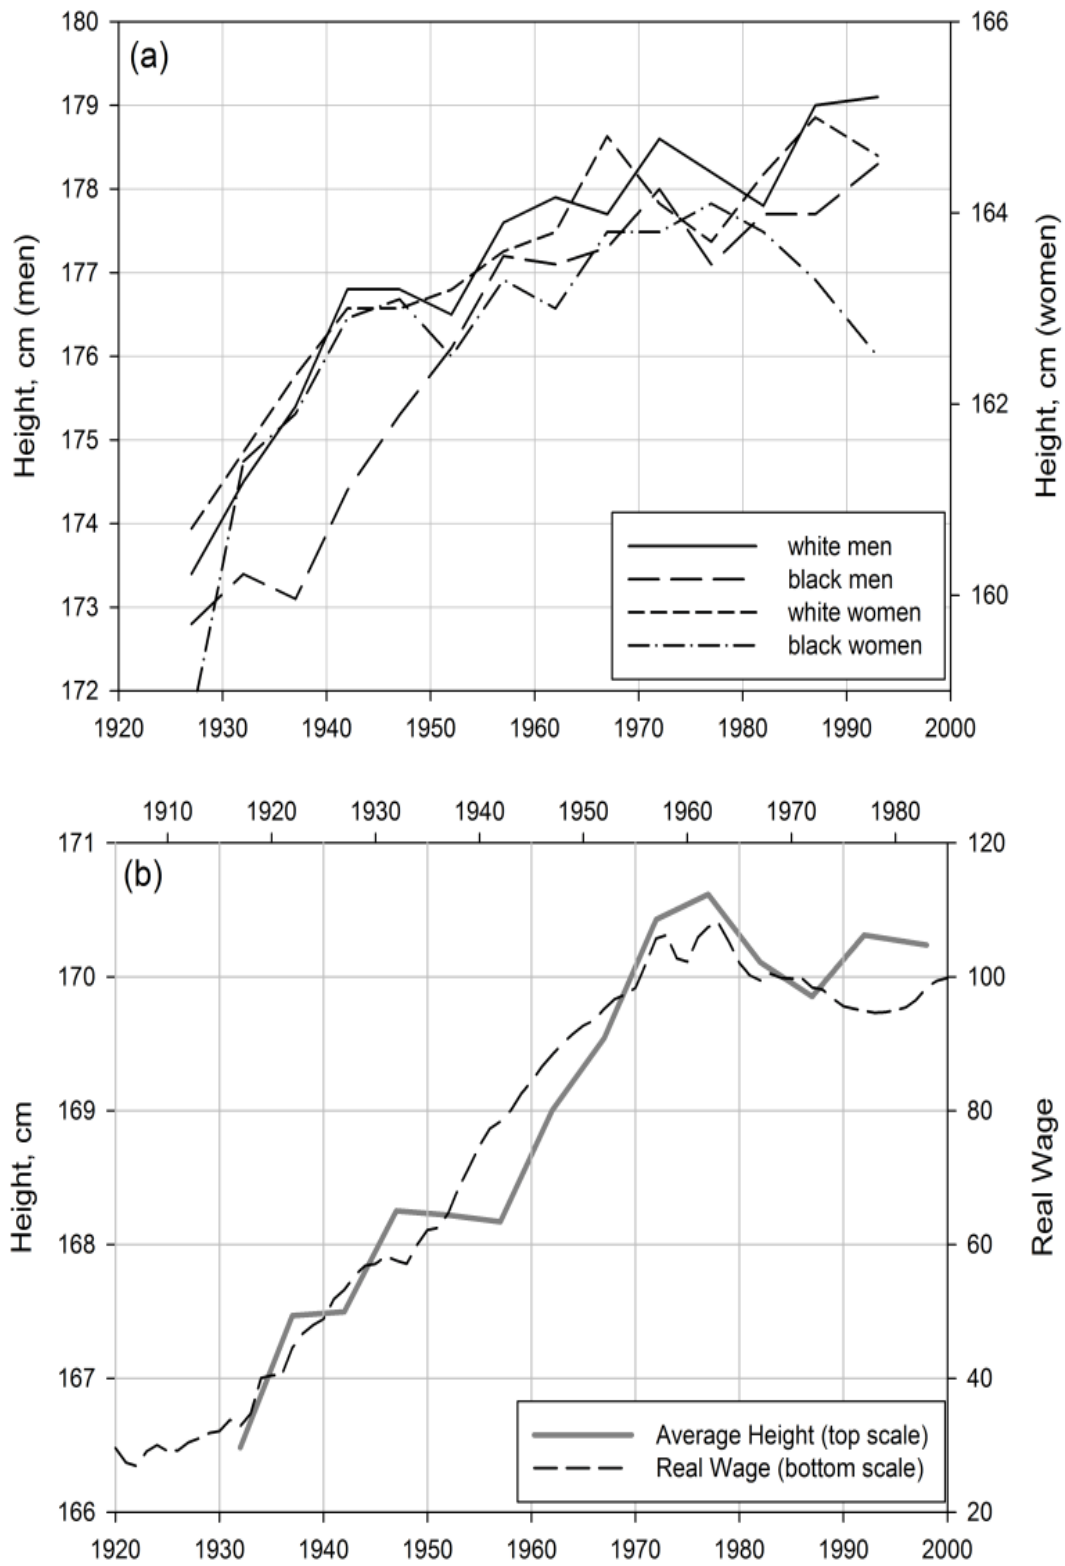 180
179
178
177
176
175
174
173
172
Height, cm (men)
(a)
166
164
162
160
Height, cm (women)
white men
black men
white women
black women
1920 1930 1940 1950 1960 1970 1980 1990 2000
1910 1920 1930 1940 1950 1960 1970 1980
171
170
169
168
167
166
Height, cm
(b)
120
100
80
60
40
20
Real Wage
Average Height (top scale)
Real Wage (bottom scale)
1920 1930 1940 1950 1960 1970 1980 1990 2000